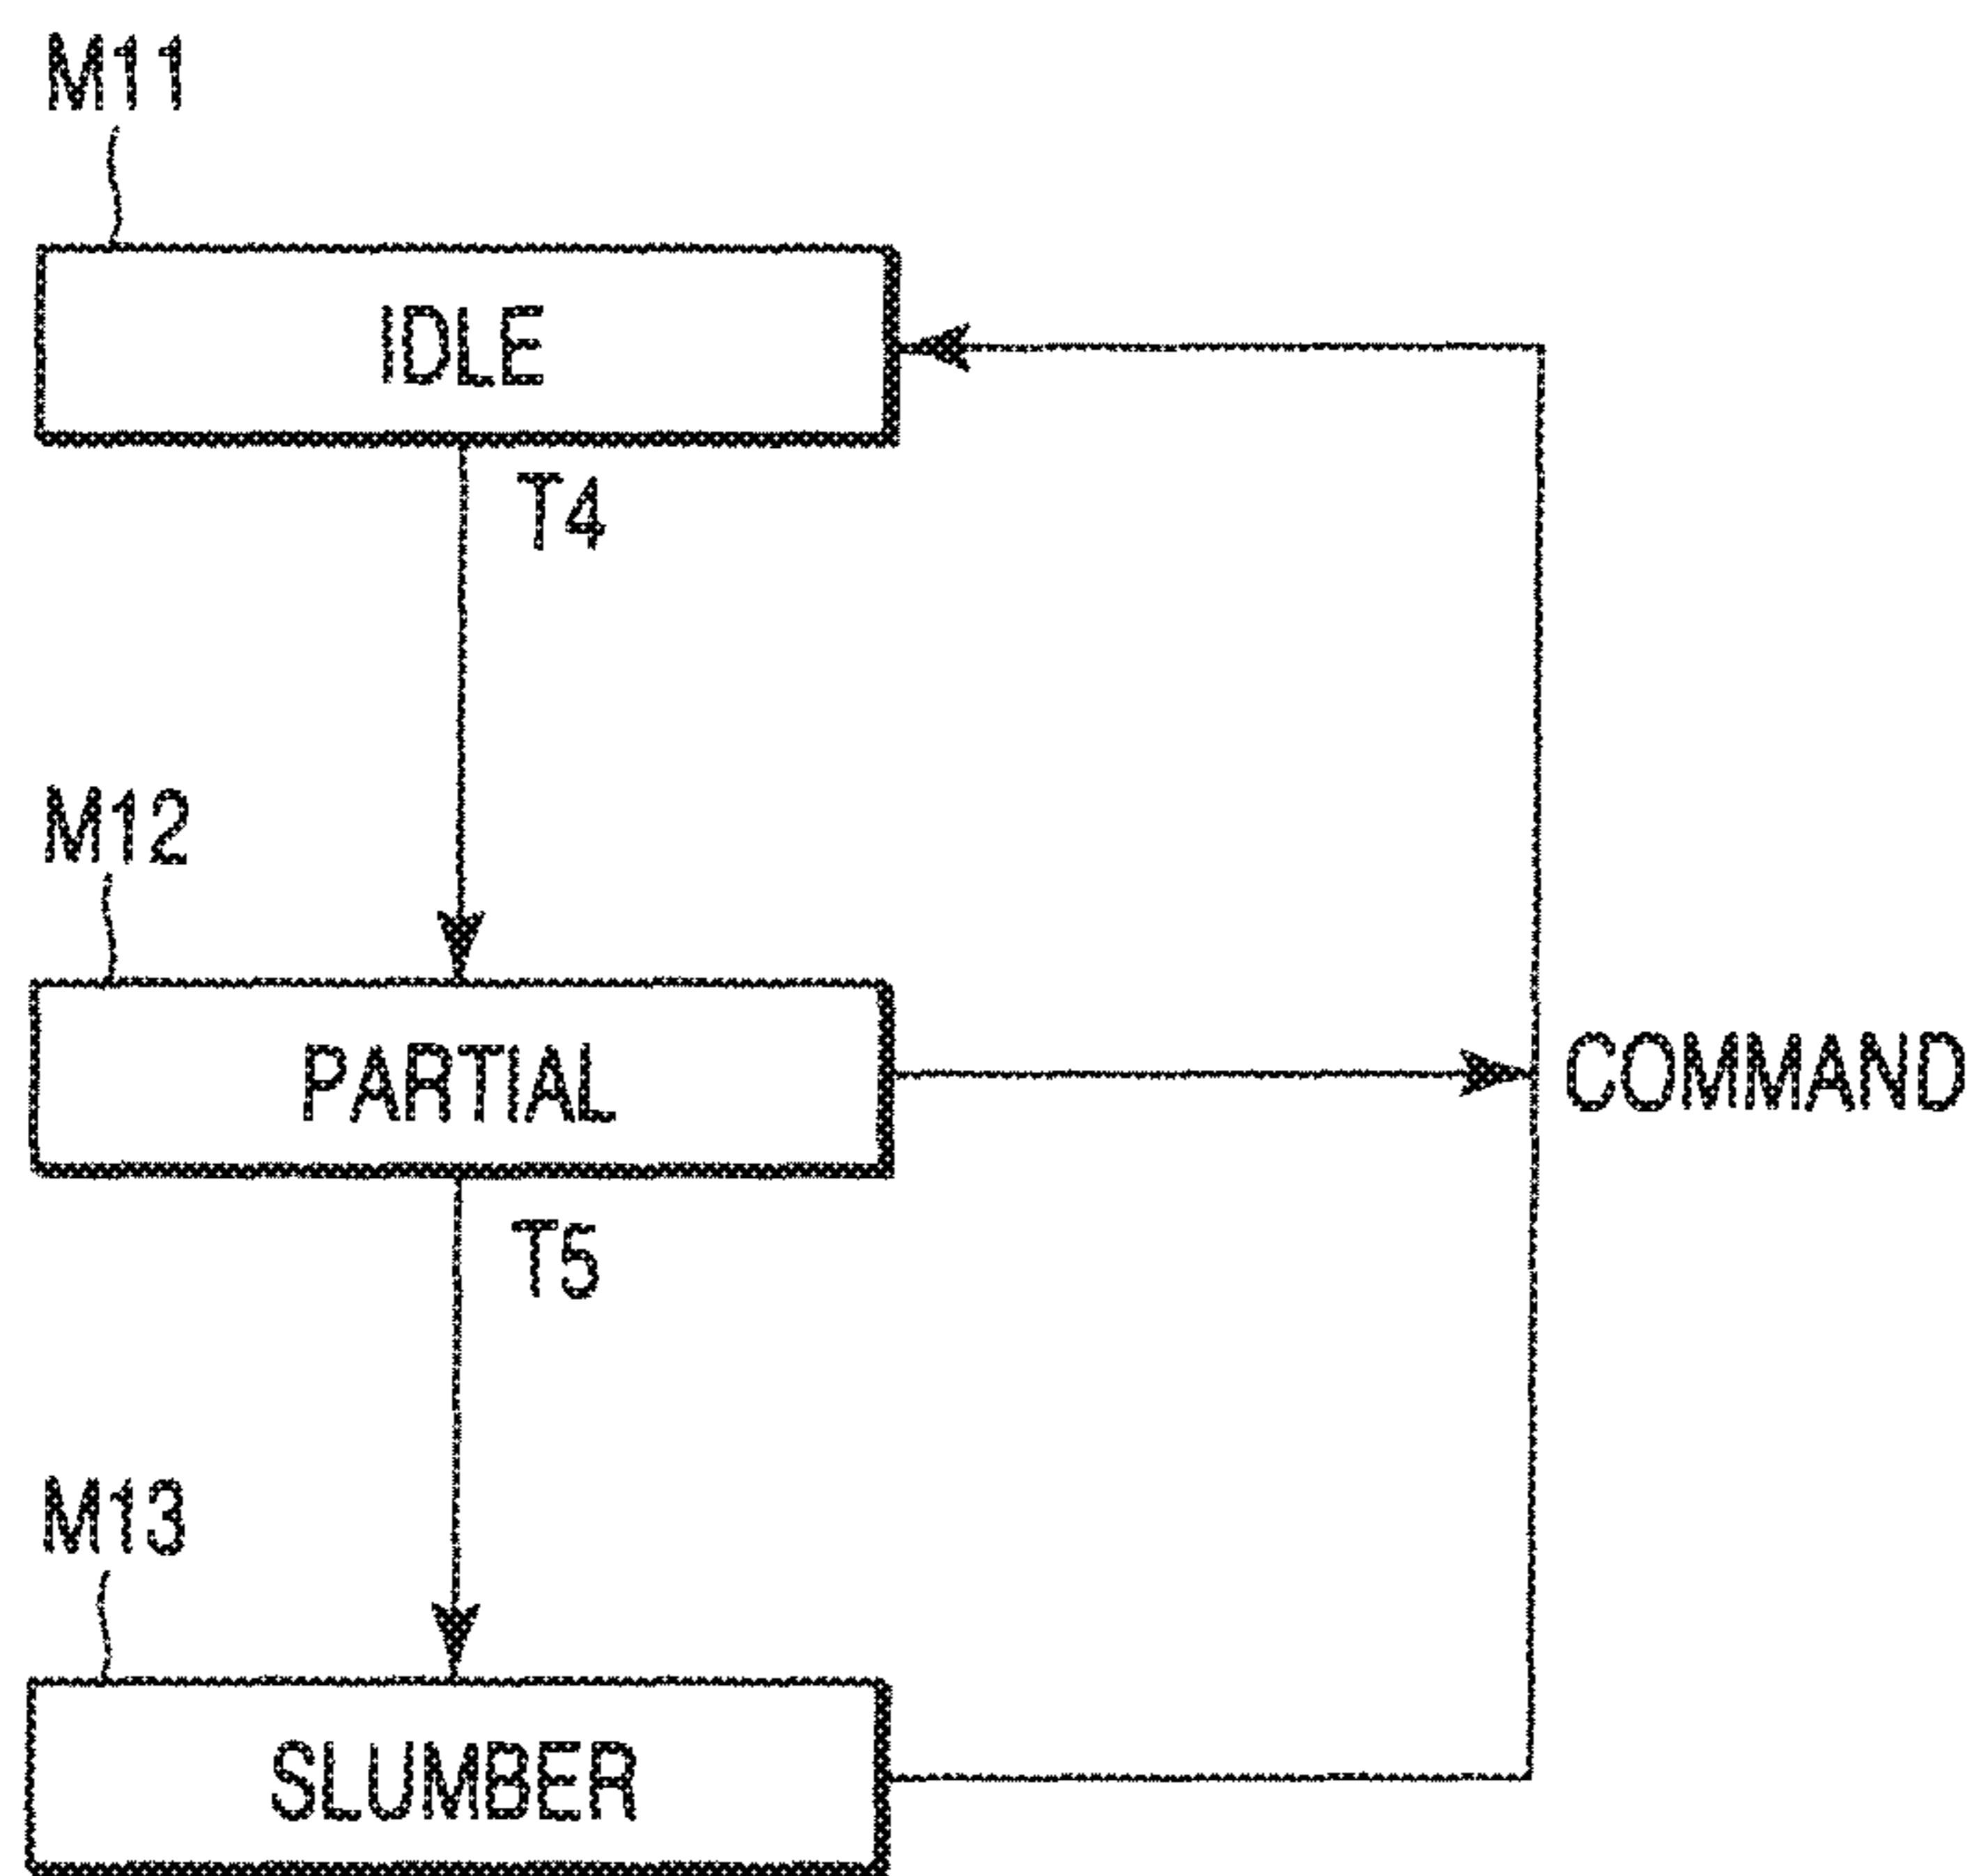 M11
IDLE
T4
M12
PARTIAL
COMMAND
T5
M13
SLUMBER